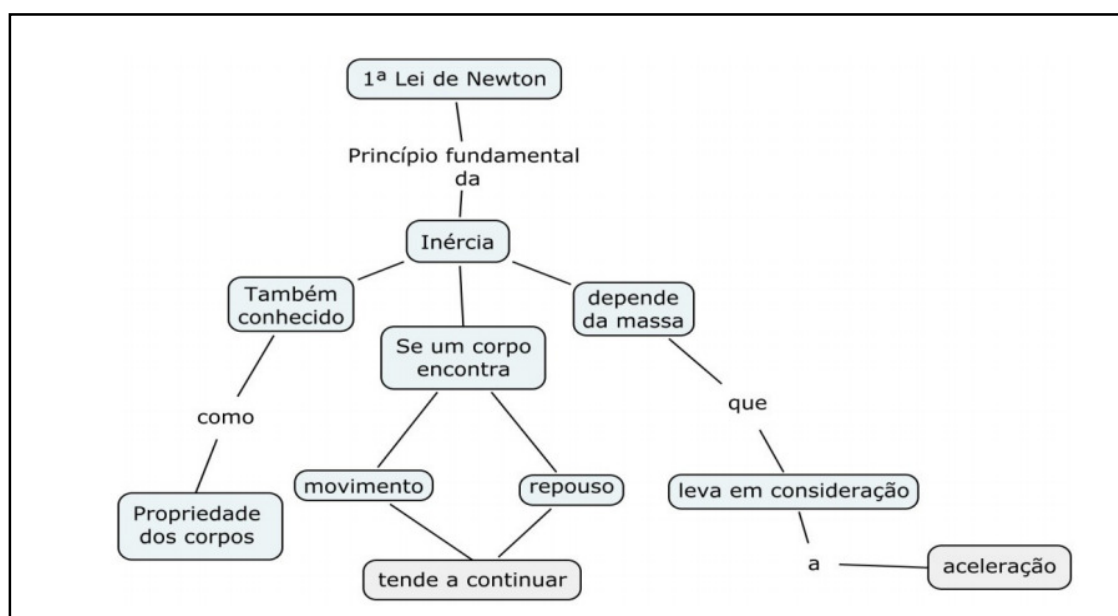 1ª Lei de Newton
Princípio fundamental
da
Inércia
Também
conhecido
depende
da massa
Se um corpo
encontra
como
que
movimento
repouso
leva em consideração
Propriedade
dos corpos
tende a continuar
a
aceleração